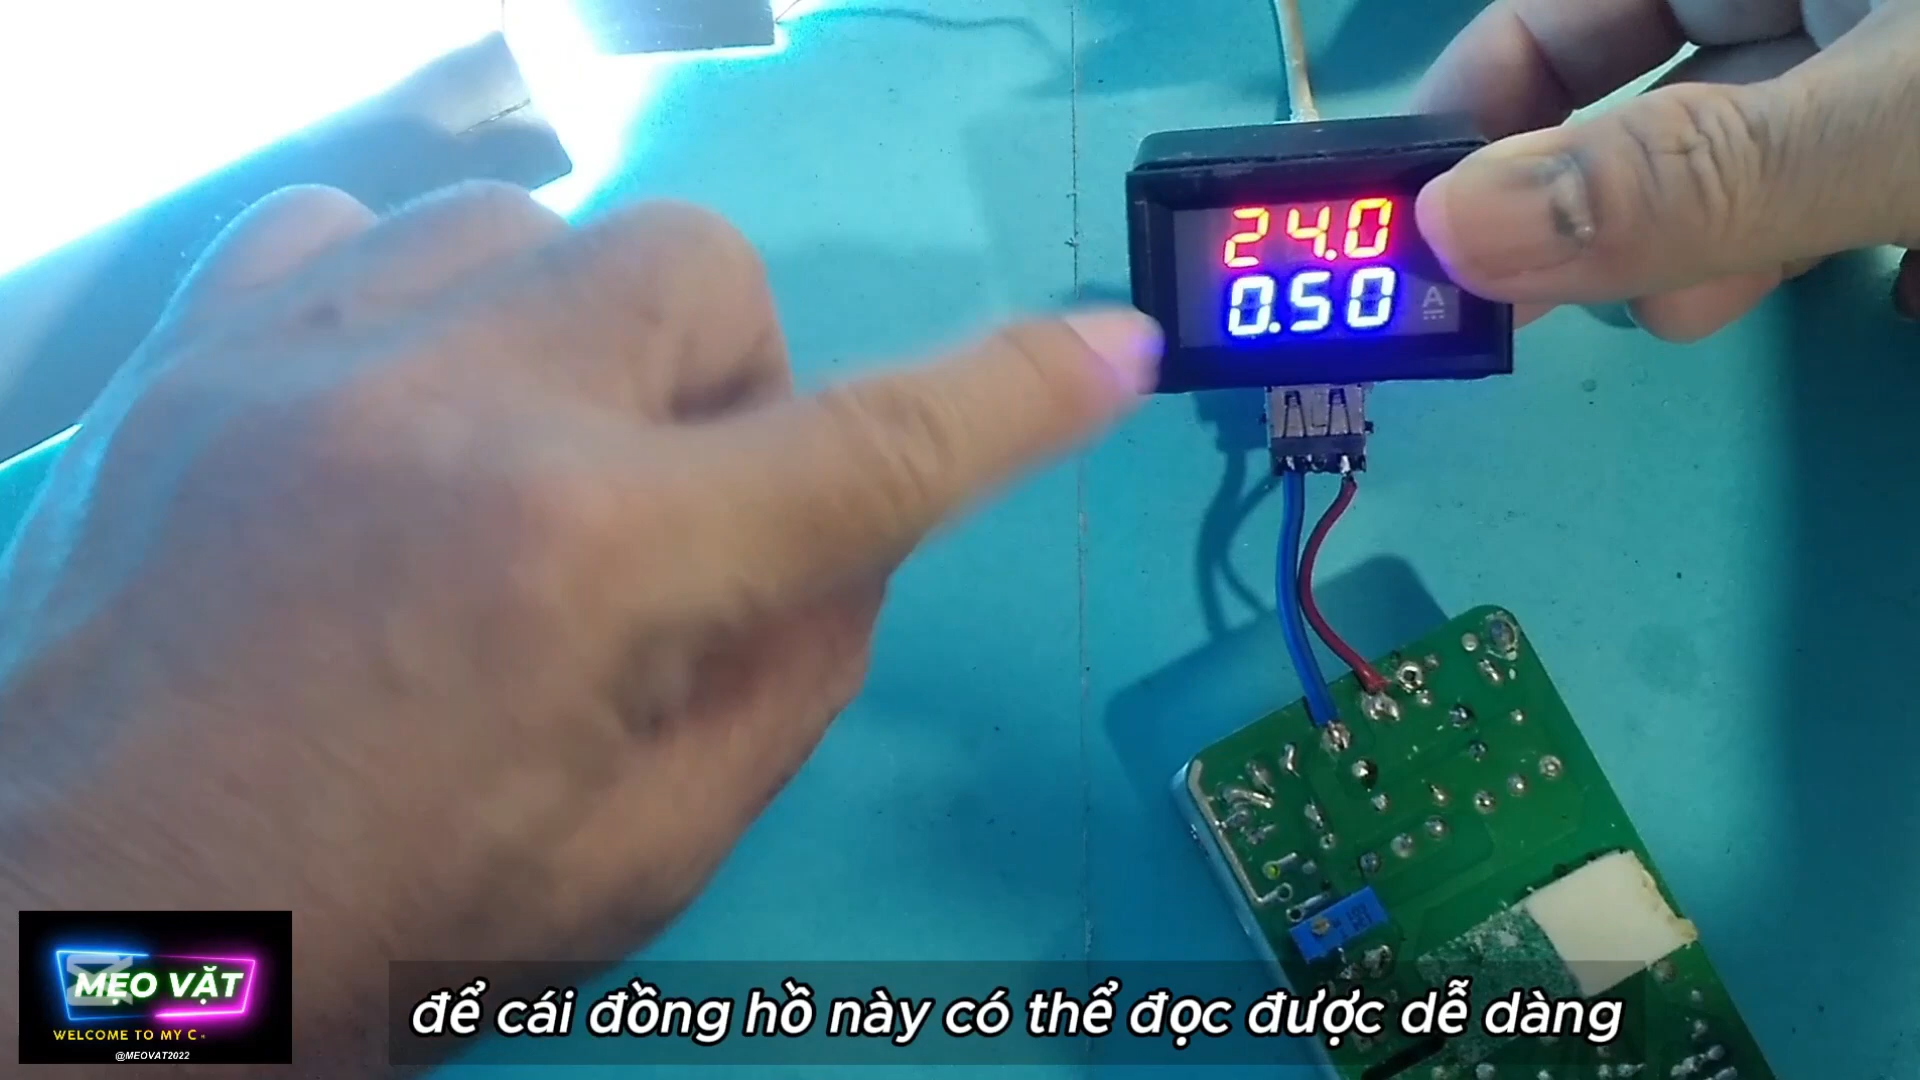 24.0
0.50 A
MẸO VẶT
WELCOME TO MY C
@MEOVAT2022
để cái đồng hồ này có thể đọc được dễ dàng